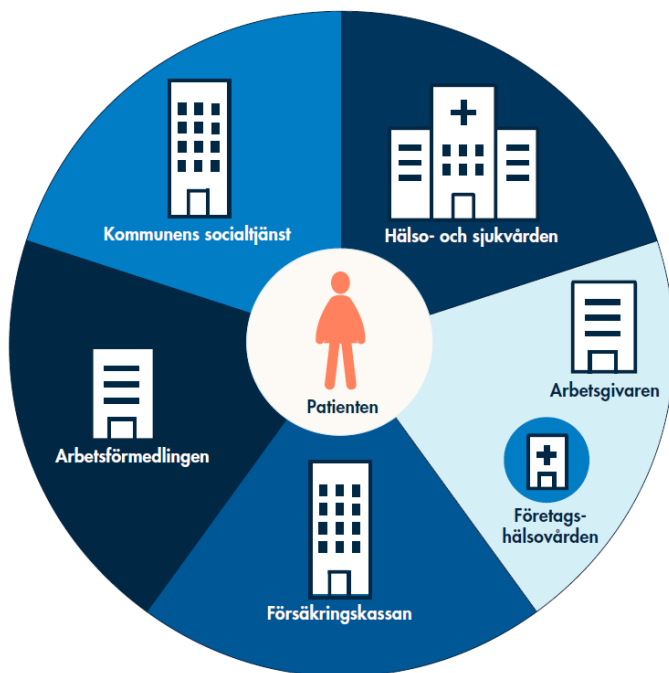 Kommunens socialtjänst
Hälso- och sjukvården
Arbetsgivaren
Patienten
Arbetsförmedlingen
Företags-
hälsovården
Försäkringskassan